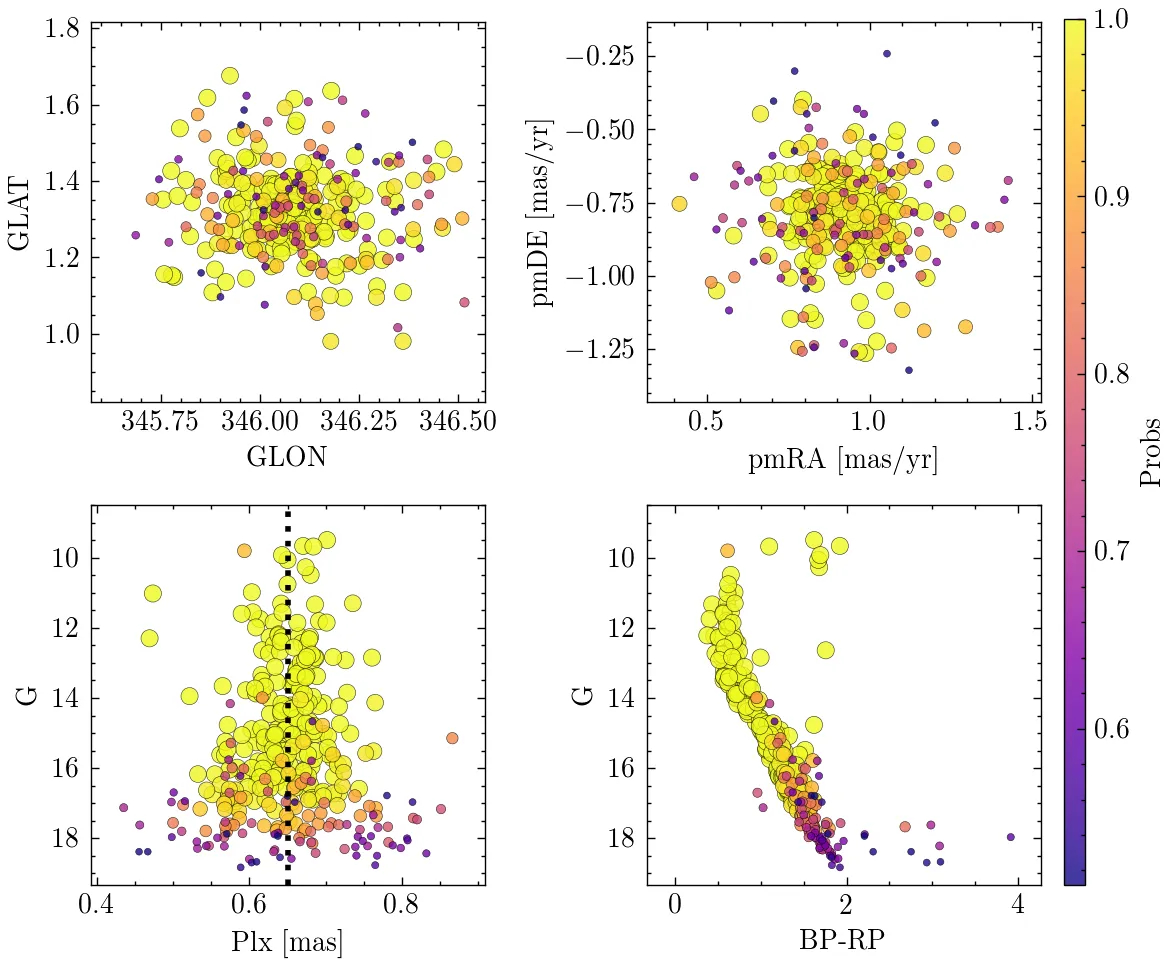 1.8
1.6
1.4
1.2
1.0
GLAT
345.75 346.00 346.25 346.50
GLON
−0.25
−0.50
−0.75
−1.00
−1.25
pmDE [mas/yr]
0.5 1.0 1.5
pmRA [mas/yr]
10
12
14
16
18
G
0.4 0.6 0.8
Plx [mas]
10
12
14
16
18
G
0 2 4
BP-RP
1.0
0.9
0.8
0.7
0.6
Probs